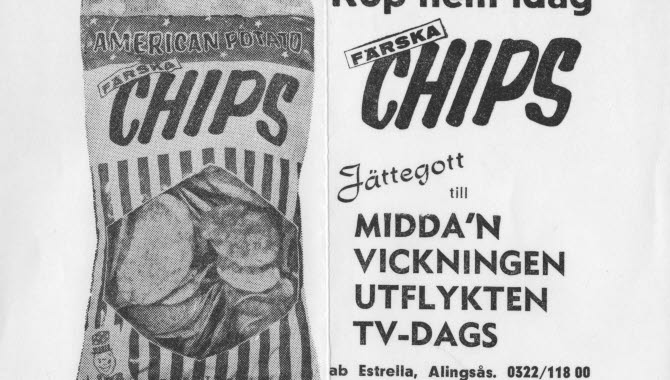 AMERICAN POTATO
FÄRSKA
CHIPS
Köp hem idag
FÄRSKA
CHIPS
Jättegott
till
MIDDA'N
VICKNINGEN
UTFLYKTEN
TV-DAGS
ab Estrella, Alingsås. 0322/118 00